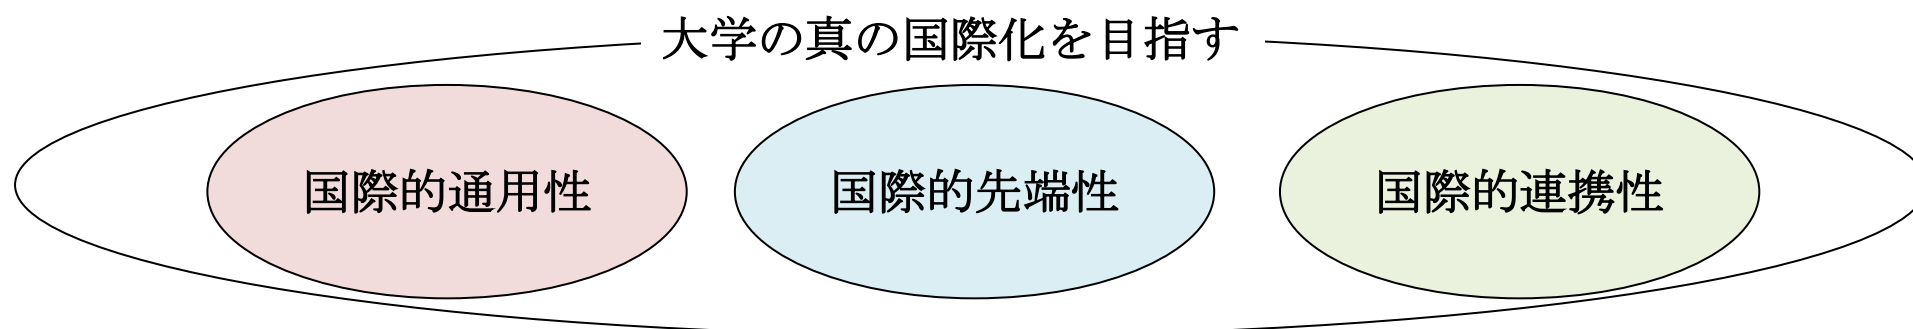 大学の真の国際化を目指す
国際的通用性
国際的先端性
国際的連携性